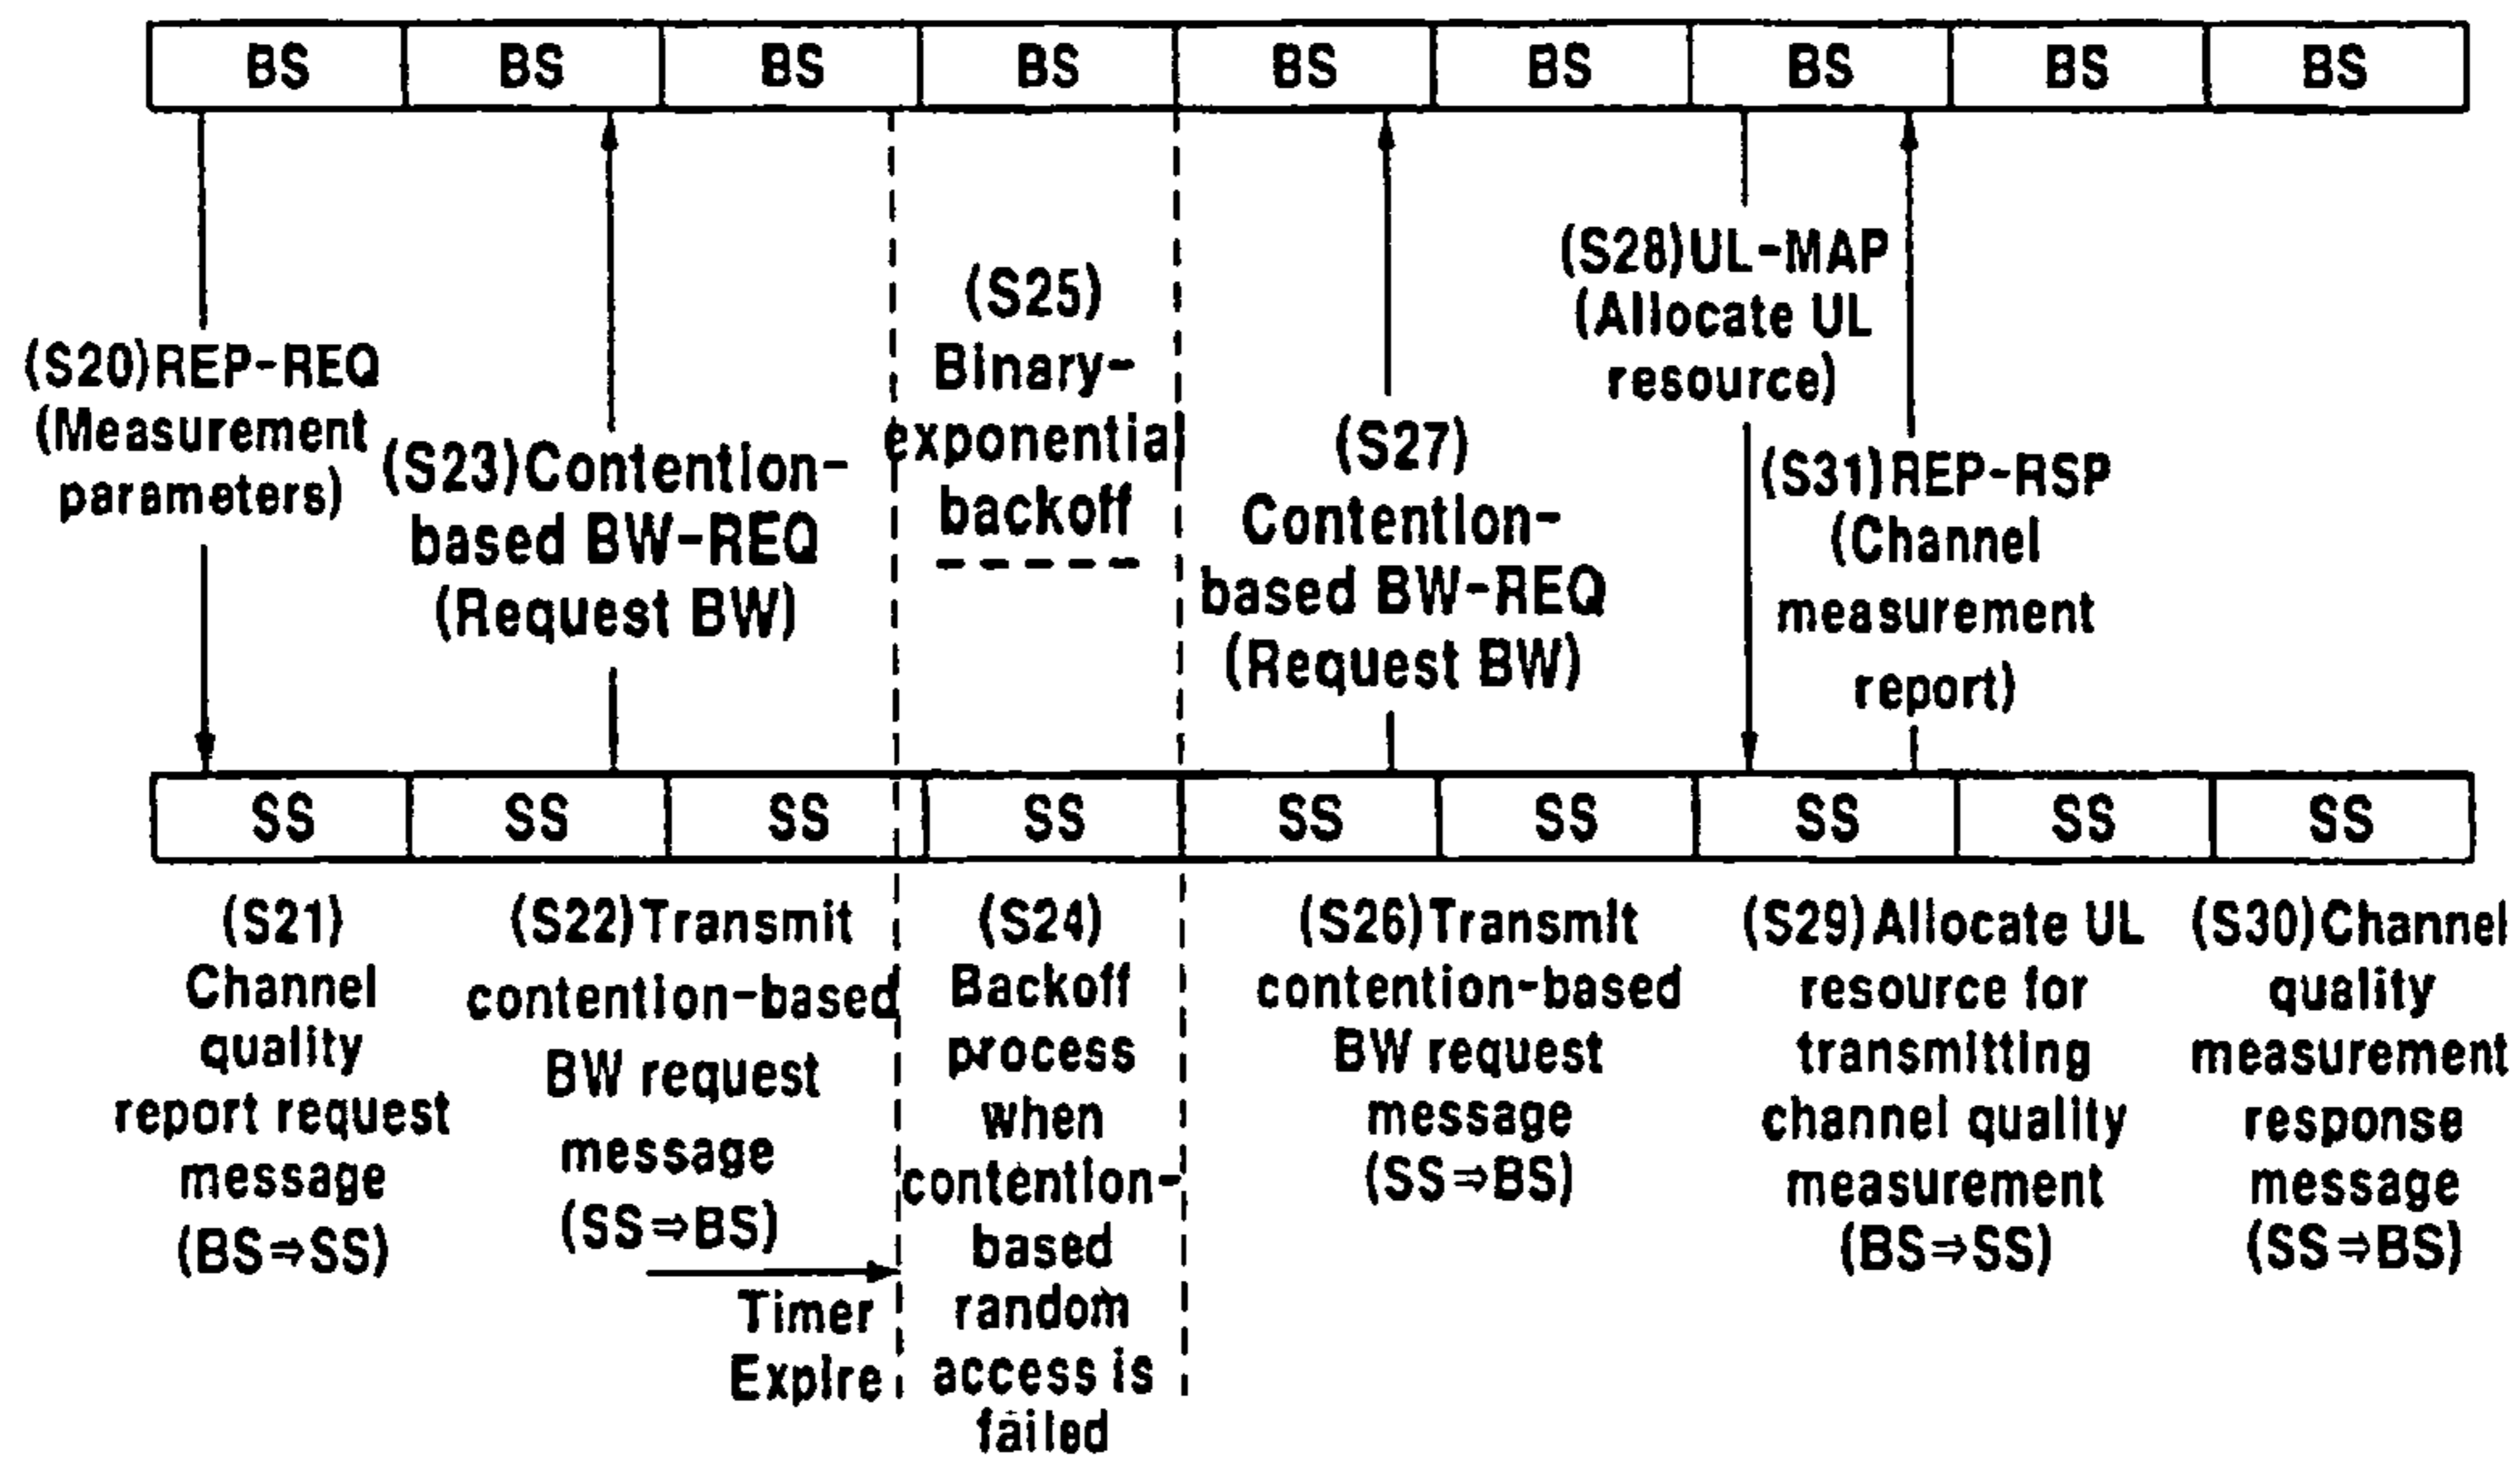 BS BS BS BS BS BS BS BS BS
(S20)REP-REQ
(Measurement
parameters)
(S23)Contention-
based BW-REQ
(Request BW)
(S25)
Binary-
exponential
backoff
(S27)
Contention-
based BW-REQ
(Request BW)
(S28)UL-MAP
(Allocate UL
resource)
(S31)REP-RSP
(Channel
measurement
report)
SS SS SS SS SS SS SS SS SS
(S21)
Channel
quality
report request
message
(BS⇒SS)
(S22)Transmit
contention-based
BW request
message
(SS⇒BS)
Timer
Expire
(S24)
Backoff
process
when
contention-
based
random
access is
failed
(S26)Transmit
contention-based
BW request
message
(SS⇒BS)
(S29)Allocate UL
resource for
transmitting
channel quality
measurement
(BS⇒SS)
(S30)Channel
quality
measurement
response
message
(SS⇒BS)